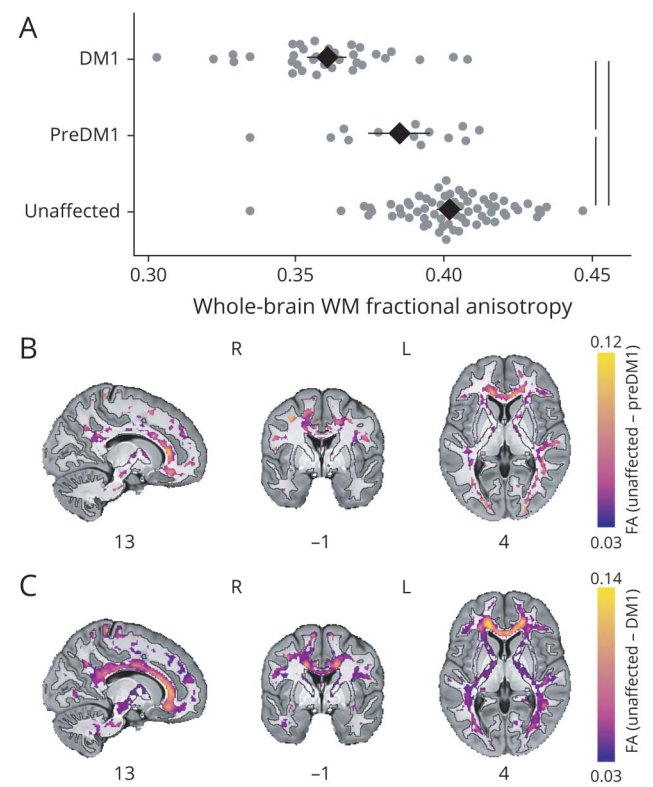 A
DM1
PreDM1
Unaffected
0.30 0.35 0.40 0.45
Whole-brain WM fractional anisotropy
B
R L
0.12
FA (unaffected – preDM1)
0.03
13 –1 4
C
R L
0.14
FA (unaffected – DM1)
0.03
13 –1 4